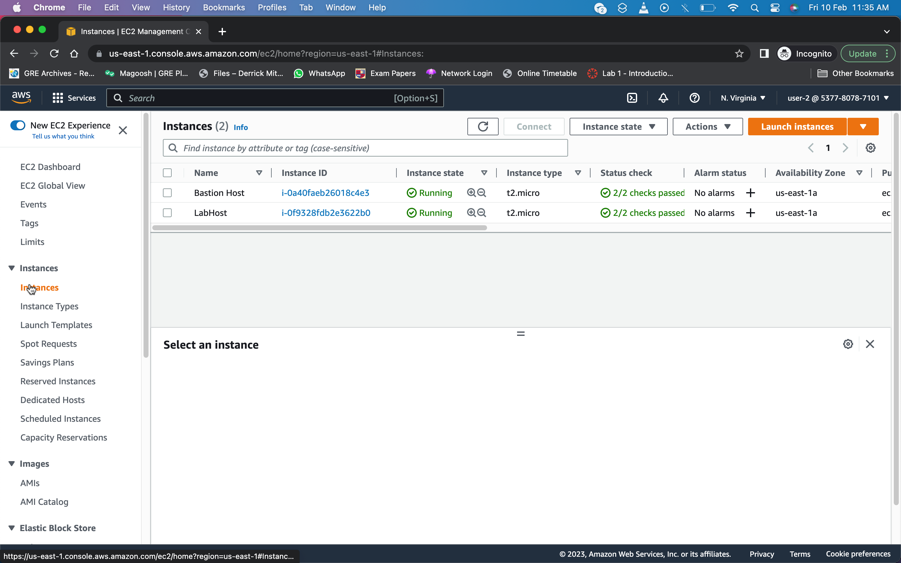 Chrome File Edit View History Bookmarks Profiles Tab Window Help Fri 10 Feb 11:35 AM
Instances | EC2 Management C
us-east-1.console.aws.amazon.com/ec2/home?region=us-east-1#Instances: Incognito Update
GRE Archives - Re... Magoosh | GRE Pl... Files – Derrick Mit... WhatsApp Exam Papers Network Login Online Timetable Lab 1 - Introductio... Other Bookmarks
aws Services Search [Option+S] N. Virginia user-2 @ 5377-8078-7101
New EC2 Experience
Tell us what you think
EC2 Dashboard
EC2 Global View
Events
Tags
Limits
Instances
Instances
Instance Types
Launch Templates
Spot Requests
Savings Plans
Reserved Instances
Dedicated Hosts
Scheduled Instances
Capacity Reservations
Images
AMIs
AMI Catalog
Elastic Block Store
Instances (2) Info Connect Instance state Actions Launch instances
Find instance by attribute or tag (case-sensitive) 1
Name Instance ID Instance state Instance type Status check Alarm status Availability Zone Pu
Bastion Host i-0a40faeb26018c4e3 Running t2.micro 2/2 checks passed No alarms us-east-1a ec
LabHost i-0f9328fdb2e3622b0 Running t2.micro 2/2 checks passed No alarms us-east-1a ec
Select an instance
https://us-east-1.console.aws.amazon.com/ec2/home?region=us-east-1#Instanc...
© 2023, Amazon Web Services, Inc. or its affiliates. Privacy Terms Cookie preferences